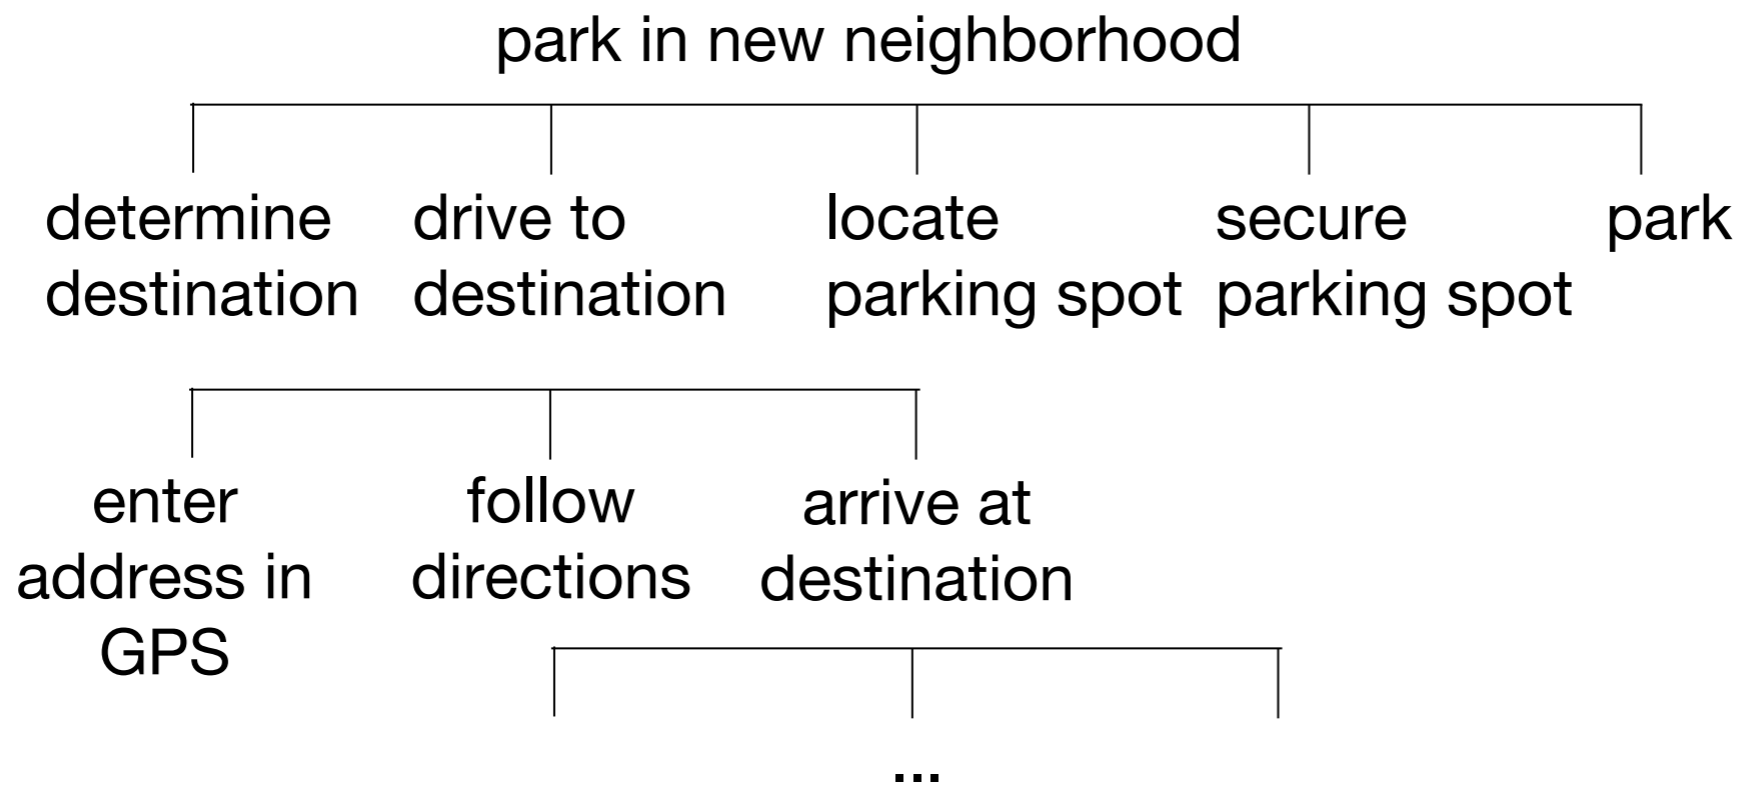 park in new neighborhood
determine
destination
drive to
destination
locate
parking spot
secure
parking spot
park
enter
address in
GPS
follow
directions
arrive at
destination
...